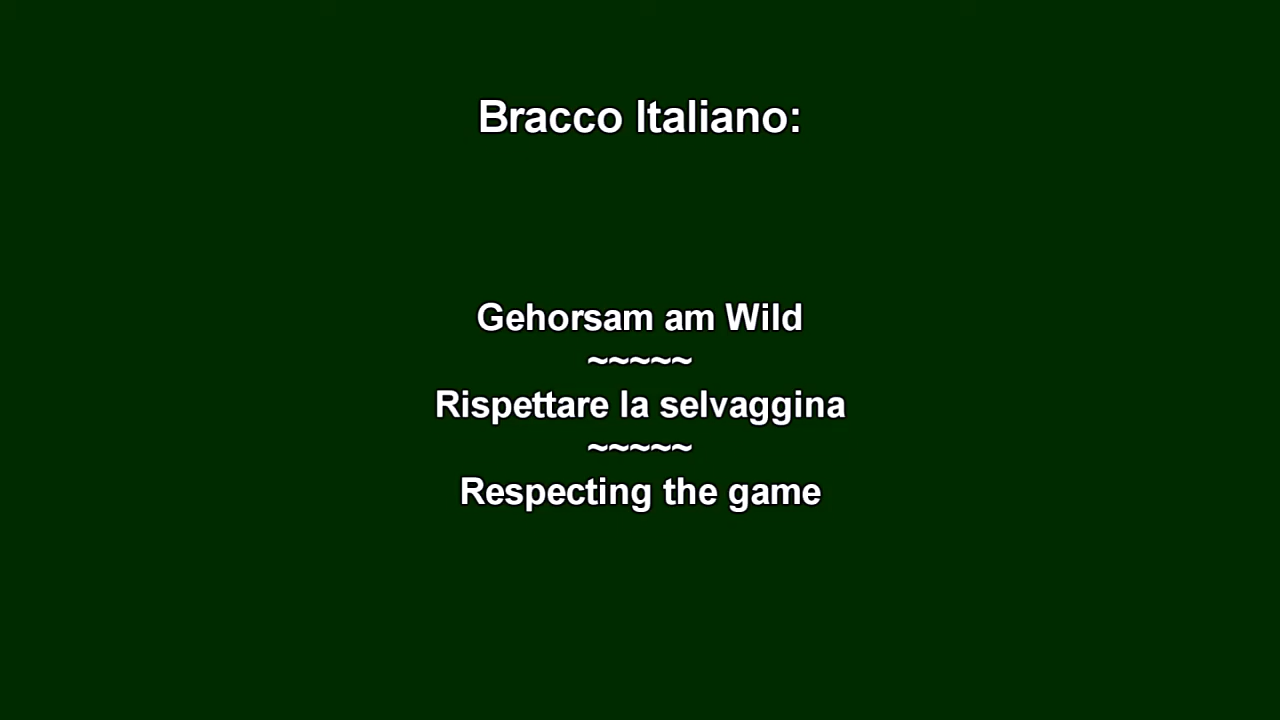 Bracco Italiano:
Gehorsam am Wild
~~~~~
Rispettare la selvaggina
~~~~~
Respecting the game